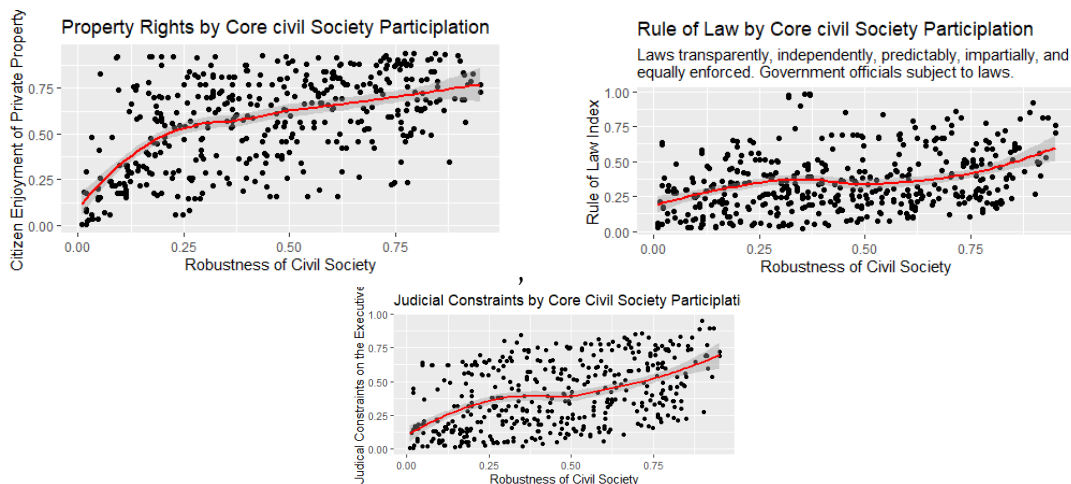 Property Rights by Core civil Society Participlation
Citizen Enjoyment of Private Property
0.75
0.50
0.25
0.00
0.00
0.25
0.50
0.75
Robustness of Civil Society
Rule of Law by Core civil Society Participlation
Laws transparently, independently, predictably, impartially, and
equally enforced. Government officials subject to laws.
Rule of Law Index
1.00
0.75
0.50
0.25
0.00
0.00
0.25
0.50
0.75
Robustness of Civil Society
,
Judicial Constraints by Core Civil Society Participlati
Judicial Constraints on the Executive
1.00
0.75
0.50
0.25
0.00
0.00
0.25
0.50
0.75
Robustness of Civil Society